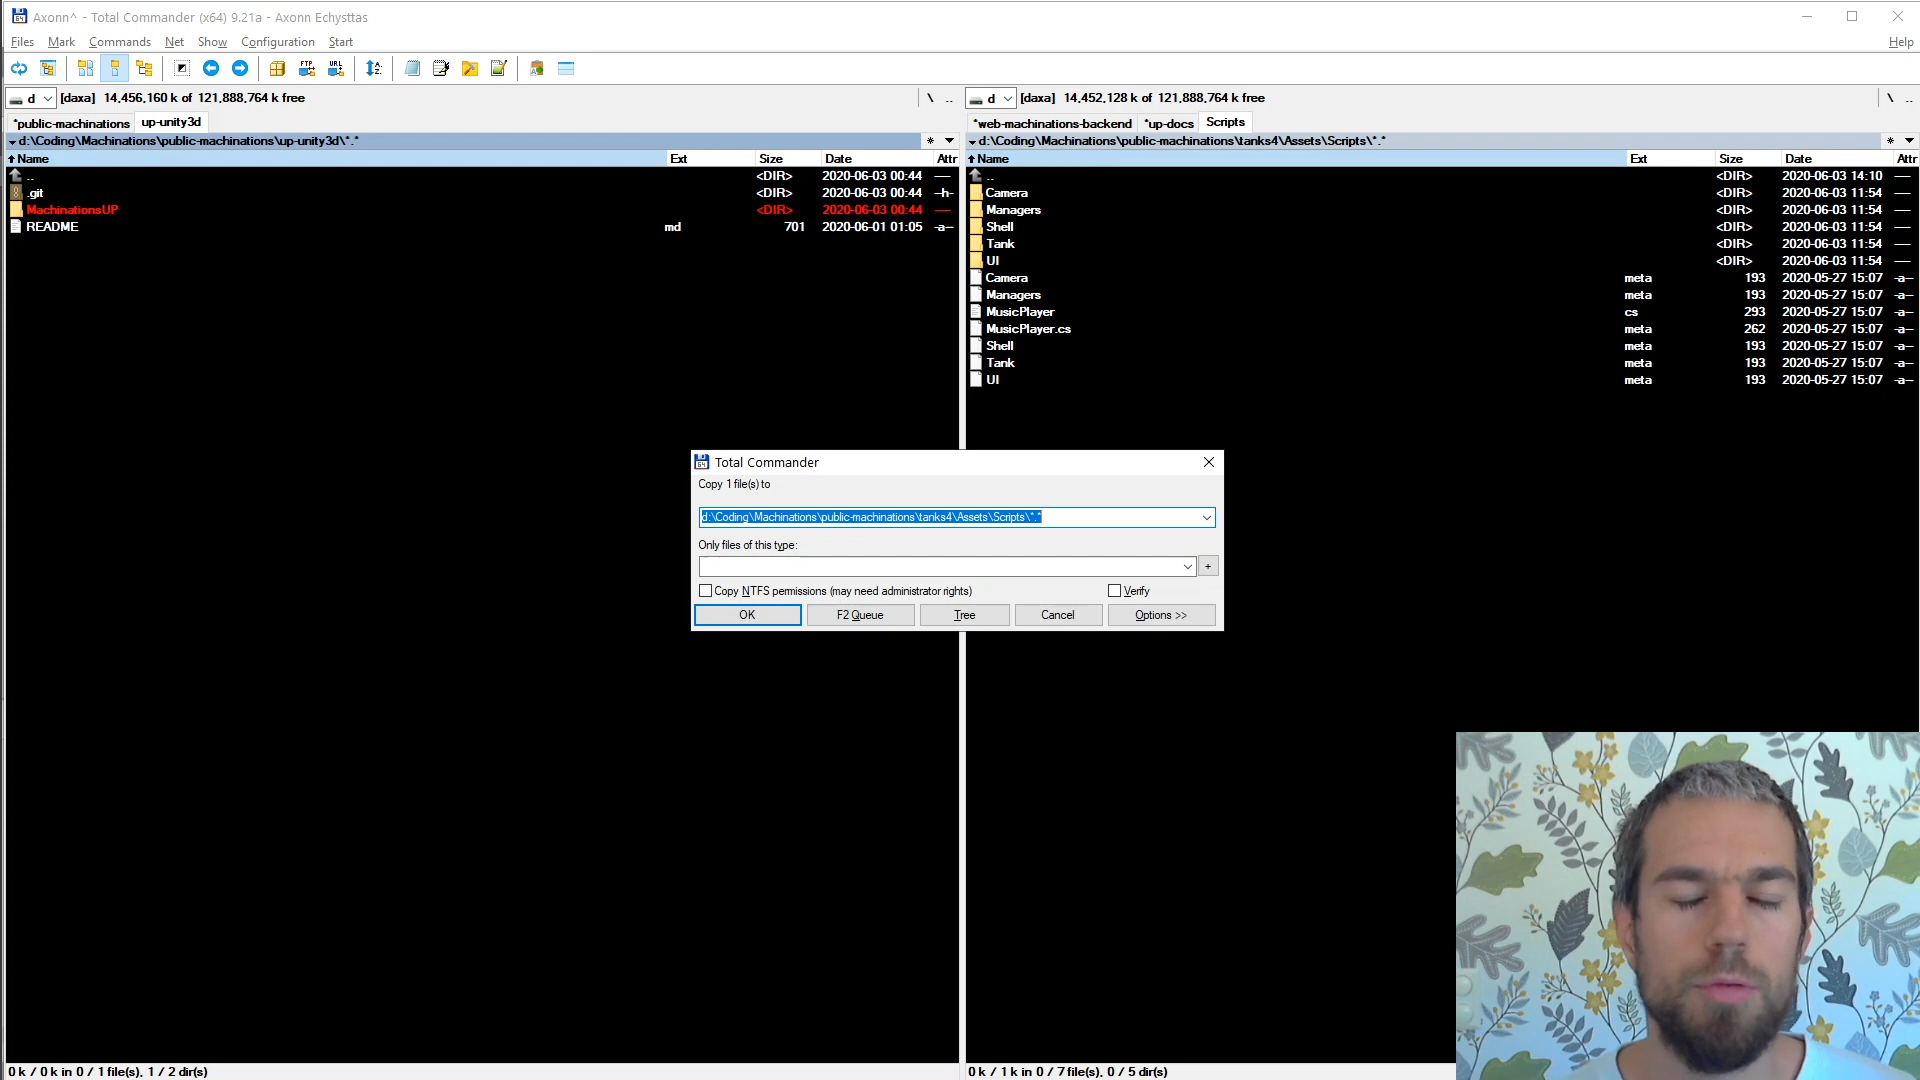 Axonn^ - Total Commander (x64) 9.21a - Axonn Echysttas
Files Mark Commands Net Show Configuration Start Help
FTP URL
d [daxa] 14,456,160 k of 121,888,764 k free \ ..
d [daxa] 14,452,128 k of 121,888,764 k free \ ..
*public-machinations up-unity3d
*web-machinations-backend *up-docs Scripts
d:\Coding\Machinations\public-machinations\up-unity3d\*.* *
d:\Coding\Machinations\public-machinations\tanks4\Assets\Scripts\*.* *
Name Ext Size Date Attr
.. <DIR> 2020-06-03 00:44 ----
.git <DIR> 2020-06-03 00:44 -h-
MachinationsUP <DIR> 2020-06-03 00:44 ----
README md 701 2020-06-01 01:05 -a--
Name Ext Size Date Attr
.. <DIR> 2020-06-03 14:10 ----
Camera <DIR> 2020-06-03 11:54 ----
Managers <DIR> 2020-06-03 11:54 ----
Shell <DIR> 2020-06-03 11:54 ----
Tank <DIR> 2020-06-03 11:54 ----
UI <DIR> 2020-06-03 11:54 ----
Camera meta 193 2020-05-27 15:07 -a--
Managers meta 193 2020-05-27 15:07 -a--
MusicPlayer cs 293 2020-05-27 15:07 -a--
MusicPlayer.cs meta 262 2020-05-27 15:07 -a--
Shell meta 193 2020-05-27 15:07 -a--
Tank meta 193 2020-05-27 15:07 -a--
UI meta 193 2020-05-27 15:07 -a--
Total Commander
Copy 1 file(s) to
d:\Coding\Machinations\public-machinations\tanks4\Assets\Scripts\*.*
Only files of this type:
+
Copy NTFS permissions (may need administrator rights) Verify
OK F2 Queue Tree Cancel Options >>
0 k / 0 k in 0 / 1 file(s), 1 / 2 dir(s)
0 k / 1 k in 0 / 7 file(s), 0 / 5 dir(s)